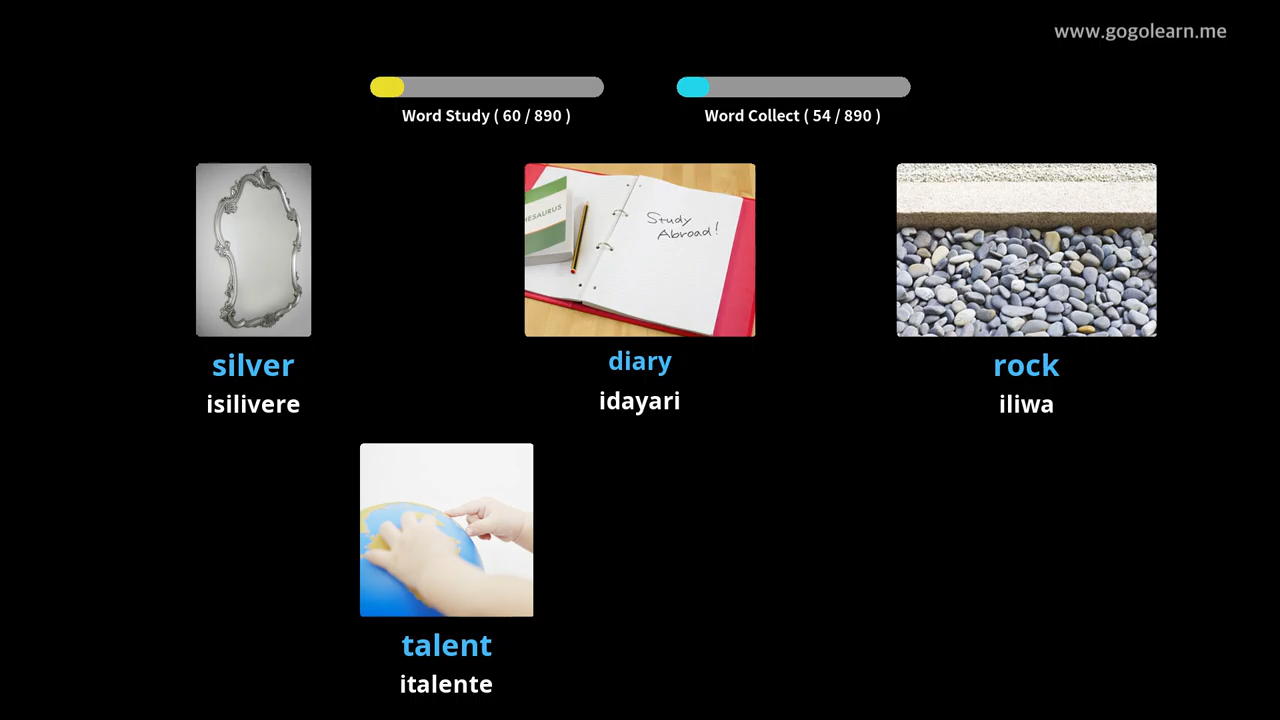 www.gogolearn.me
Word Study ( 60 / 890 )
Word Collect ( 54 / 890 )
HESAURUS
Study
Abroad!
silver
isilivere
diary
idayari
rock
iliwa
talent
italente